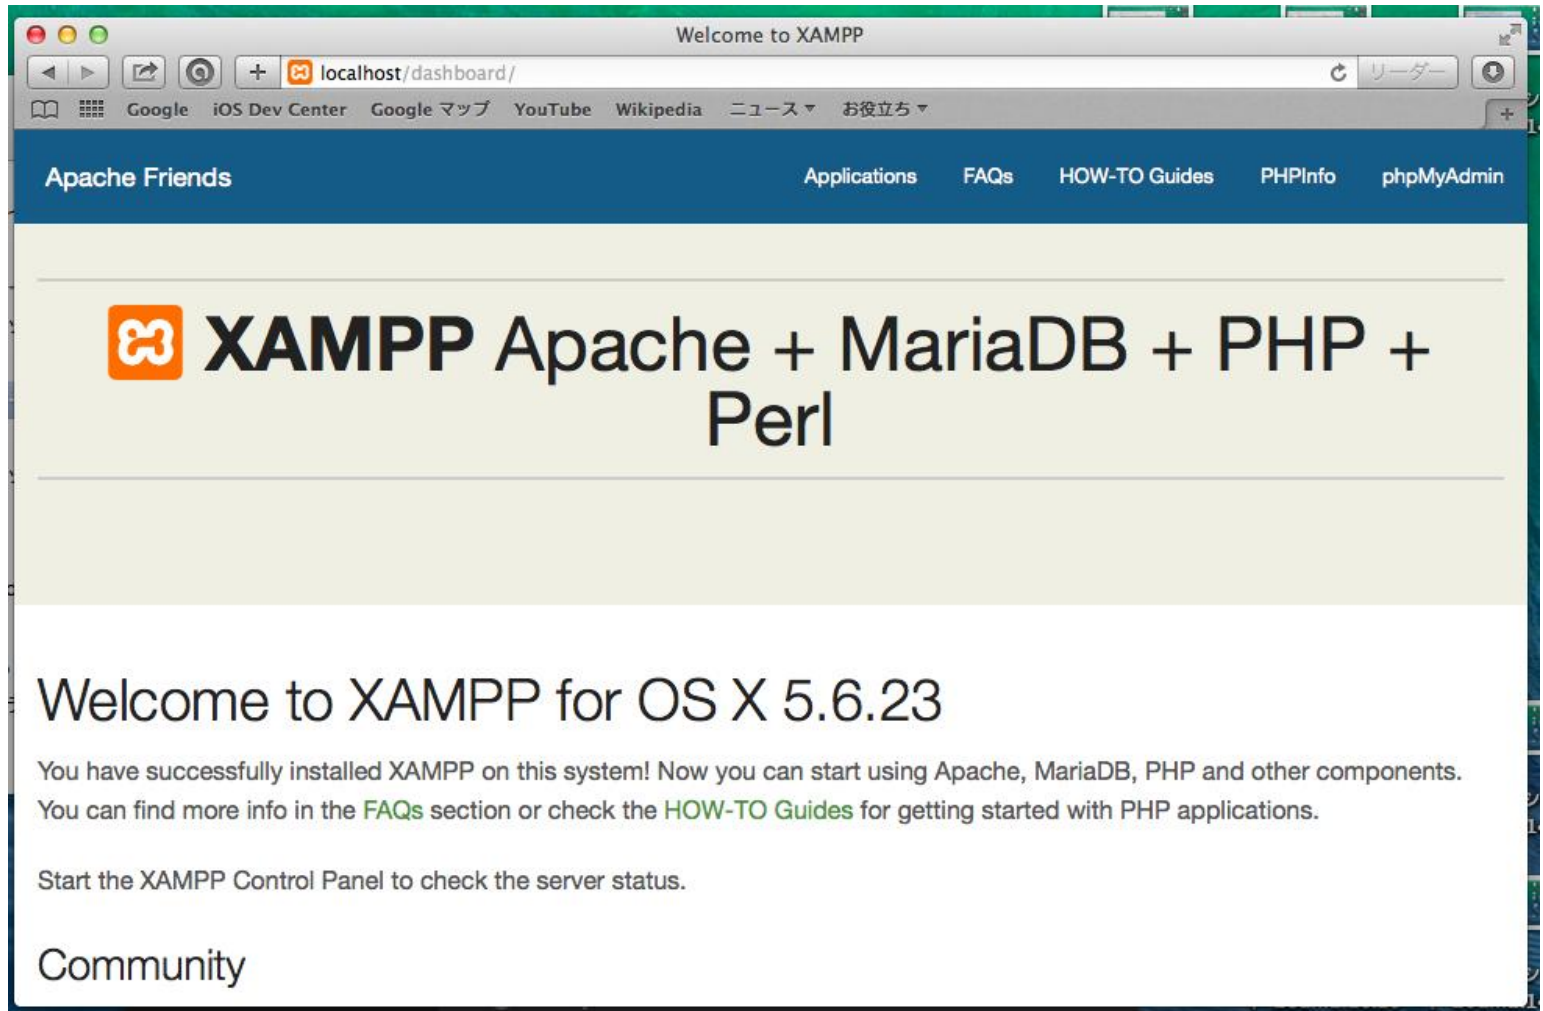 Welcome to XAMPP
localhost/dashboard/
リーダー
Google iOS Dev Center Google マップ YouTube Wikipedia ニュース お役立ち
Apache Friends Applications FAQs HOW-TO Guides PHPInfo phpMyAdmin
XAMPP Apache + MariaDB + PHP +
Perl
Welcome to XAMPP for OS X 5.6.23
You have successfully installed XAMPP on this system! Now you can start using Apache, MariaDB, PHP and other components.
You can find more info in the FAQs section or check the HOW-TO Guides for getting started with PHP applications.
Start the XAMPP Control Panel to check the server status.
Community